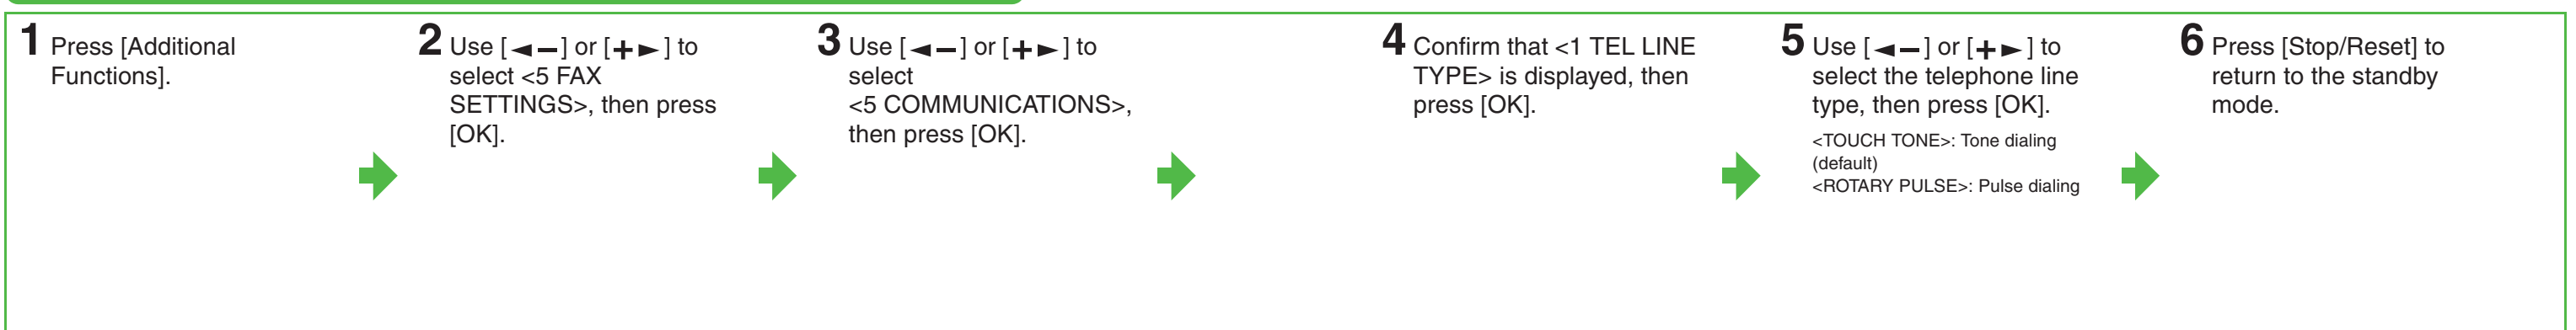 1 Press [Additional
Functions].
2 Use [◄−] or [+►] to
select <5 FAX
SETTINGS>, then press
[OK].
3 Use [◄−] or [+►] to
select
<5 COMMUNICATIONS>,
then press [OK].
4 Confirm that <1 TEL LINE
TYPE> is displayed, then
press [OK].
5 Use [◄−] or [+►] to
select the telephone line
type, then press [OK].
<TOUCH TONE>: Tone dialing
(default)
<ROTARY PULSE>: Pulse dialing
6 Press [Stop/Reset] to
return to the standby
mode.